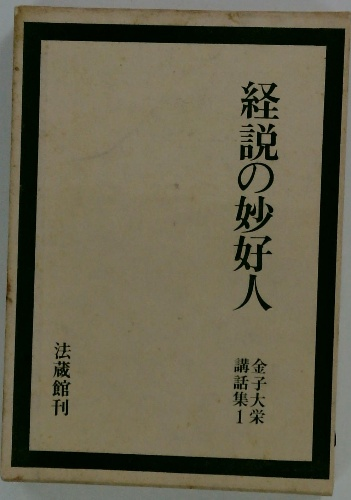 経説の妙好人
金子大栄
講話集1
法蔵館刊